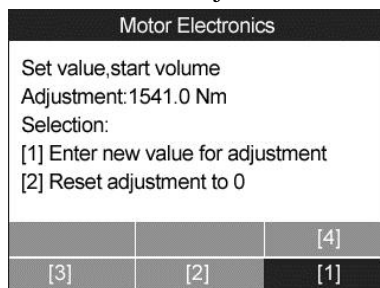 Motor Electronics
Set value,start volume
Adjustment:1541.0 Nm
Selection:
[1] Enter new value for adjustment
[2] Reset adjustment to 0
[4]
[3] [2] [1]